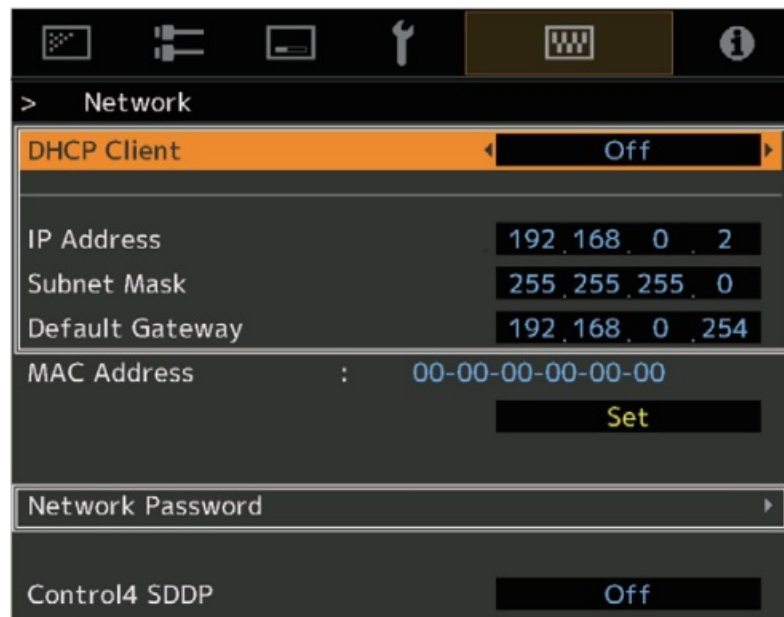 > Network
DHCP Client Off
IP Address 192.168.0.2
Subnet Mask 255.255.255.0
Default Gateway 192.168.0.254
MAC Address : 00-00-00-00-00-00
Set
Network Password
Control4 SDDP Off